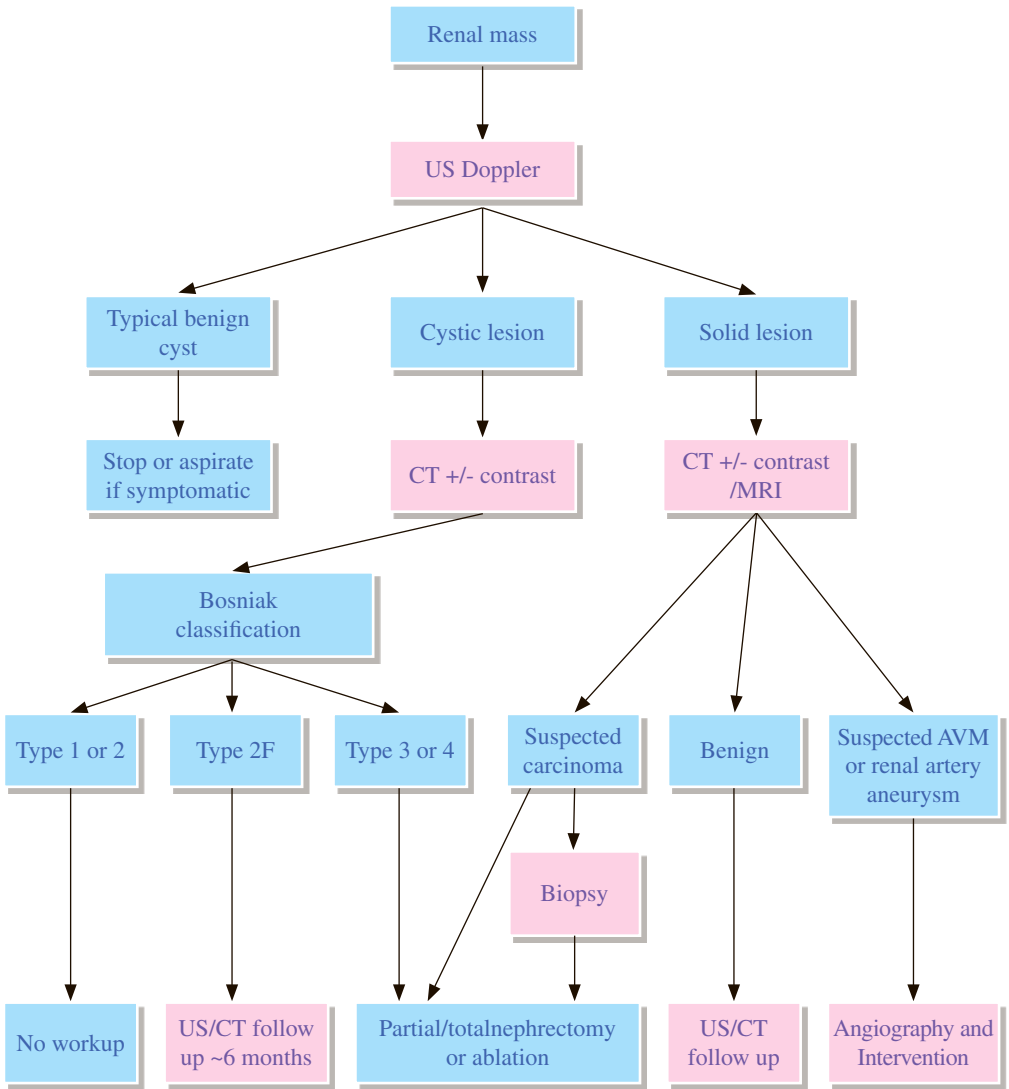 Renal mass
US Doppler
Typical benign
cyst
Cystic lesion
Solid lesion
Stop or aspirate
if symptomatic
CT +/- contrast
CT +/- contrast
/MRI
Bosniak
classification
Type 1 or 2
Type 2F
Type 3 or 4
Suspected
carcinoma
Benign
Suspected AVM
or renal artery
aneurysm
Biopsy
No workup
US/CT follow
up ~6 months
Partial/totalnephrectomy
or ablation
US/CT
follow up
Angiography and
Intervention